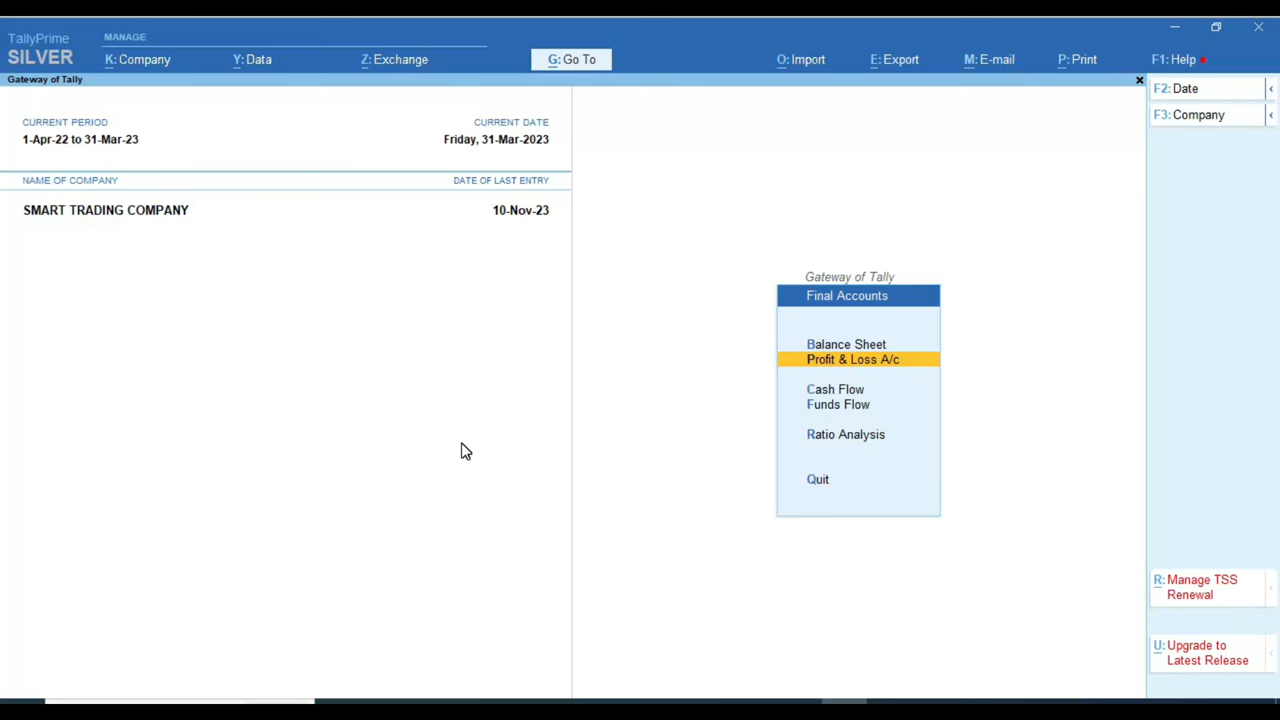 TallyPrime
SILVER
MANAGE
K: Company
Y: Data
Z: Exchange
G: Go To
O: Import
E: Export
M: E-mail
P: Print
F1: Help
Gateway of Tally
F2: Date
F3: Company
CURRENT PERIOD
CURRENT DATE
1-Apr-22 to 31-Mar-23
Friday, 31-Mar-2023
NAME OF COMPANY
DATE OF LAST ENTRY
SMART TRADING COMPANY
10-Nov-23
Gateway of Tally
Final Accounts
Balance Sheet
Profit & Loss A/c
Cash Flow
Funds Flow
Ratio Analysis
Quit
R: Manage TSS
Renewal
U: Upgrade to
Latest Release